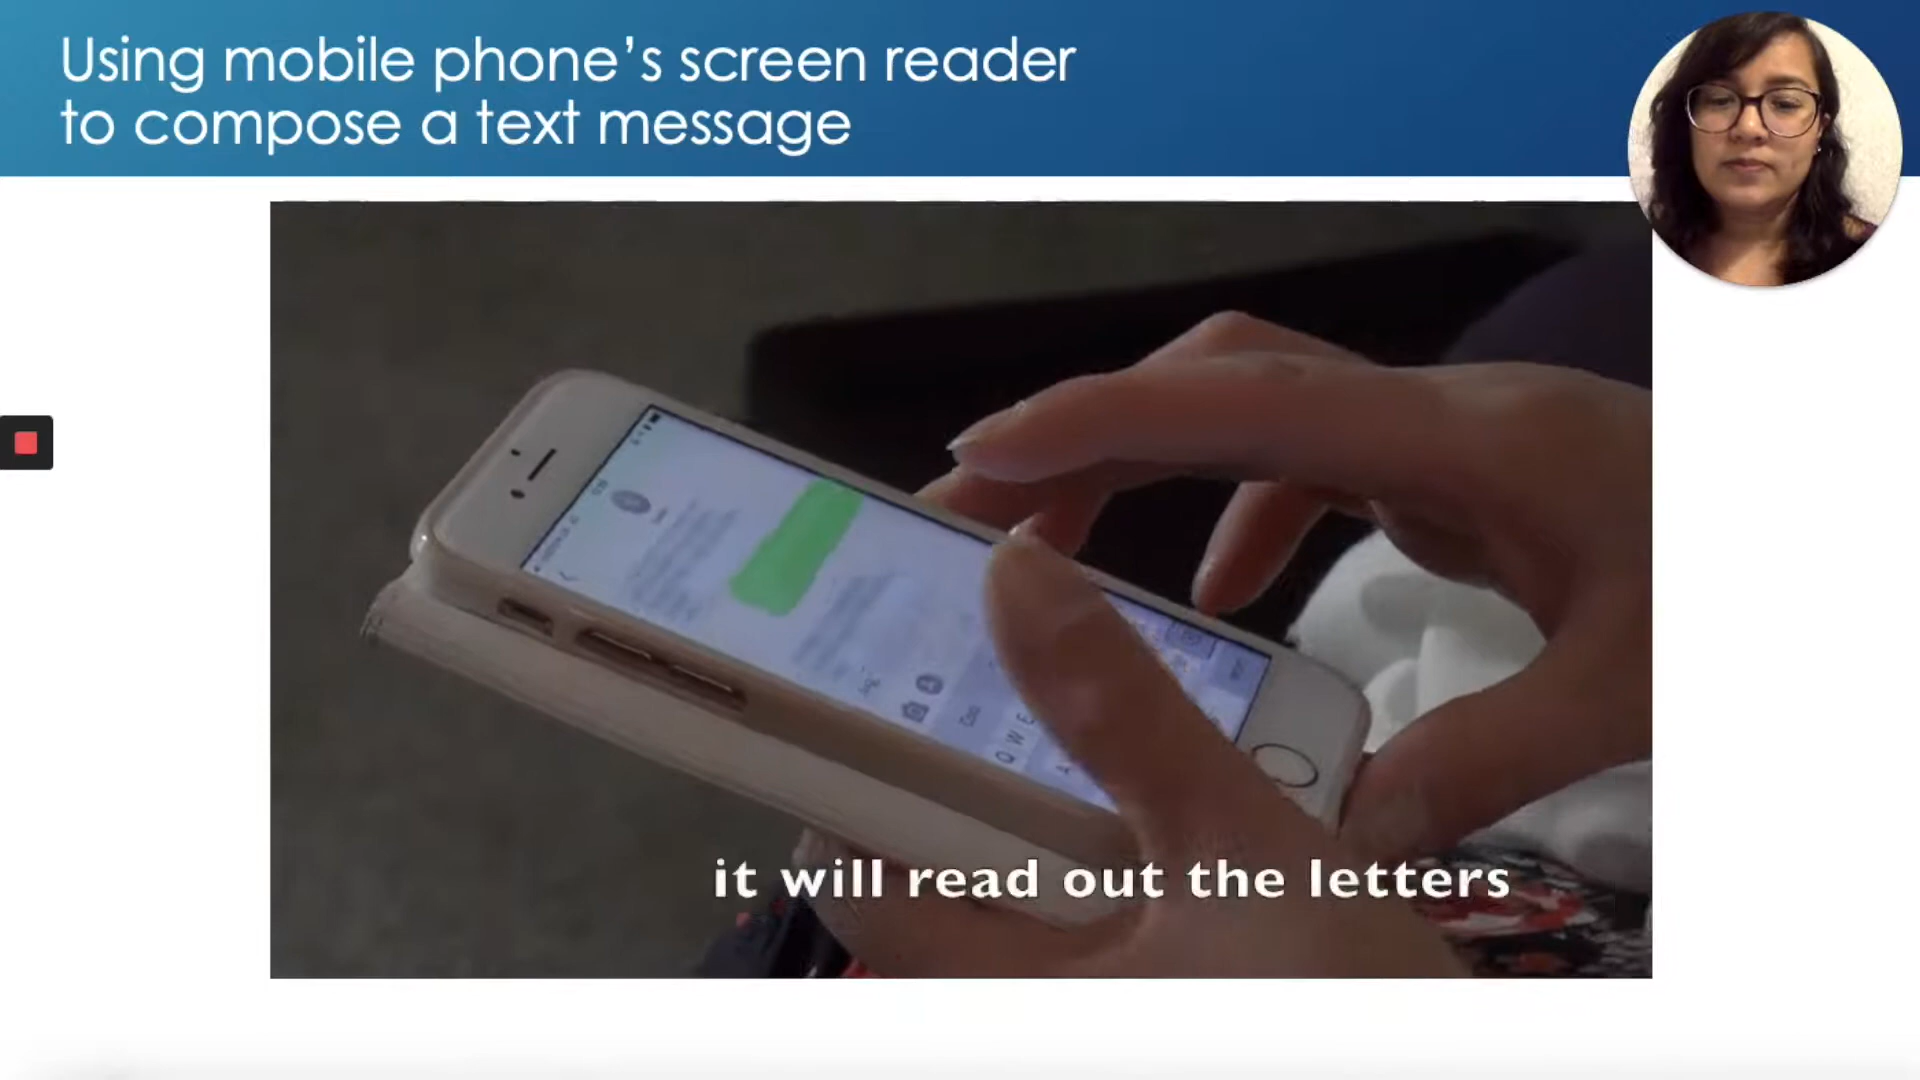 Using mobile phone’s screen reader
to compose a text message
Q W E
A
it will read out the letters